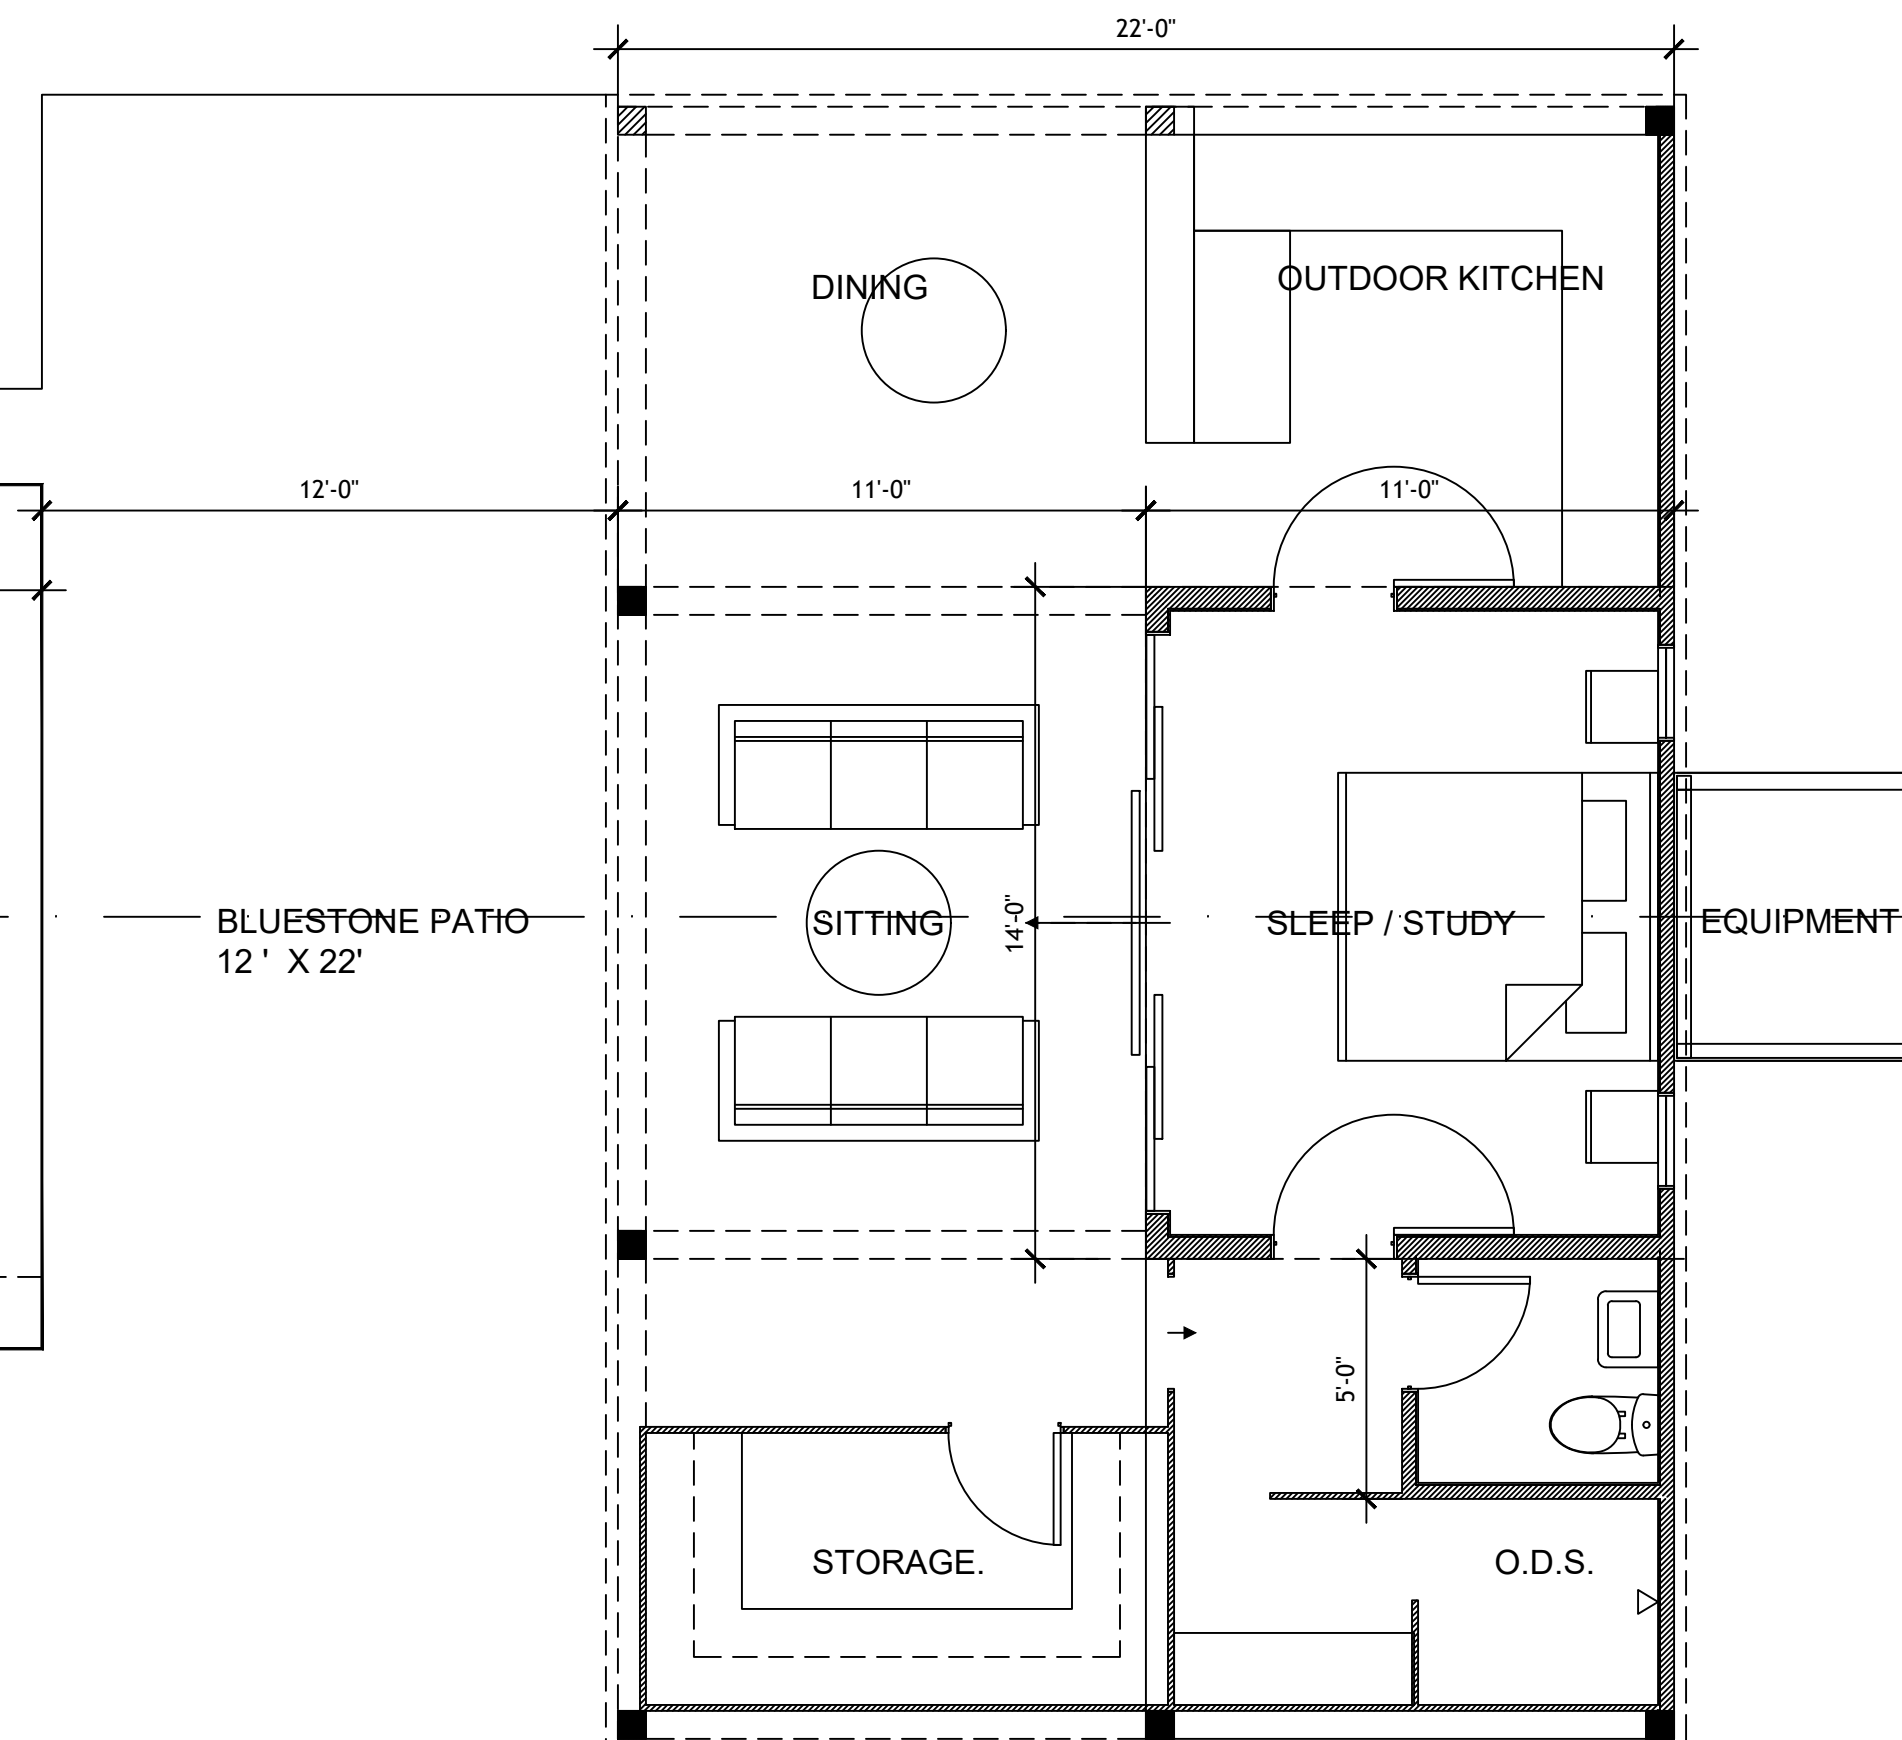 22'-0"
DINING
OUTDOOR KITCHEN
12'-0"
11'-0"
11'-0"
14'-0"
BLUESTONE PATIO
12 '  X 22'
SITTING
SLEEP / STUDY
EQUIPMENT
5'-0"
STORAGE.
O.D.S.